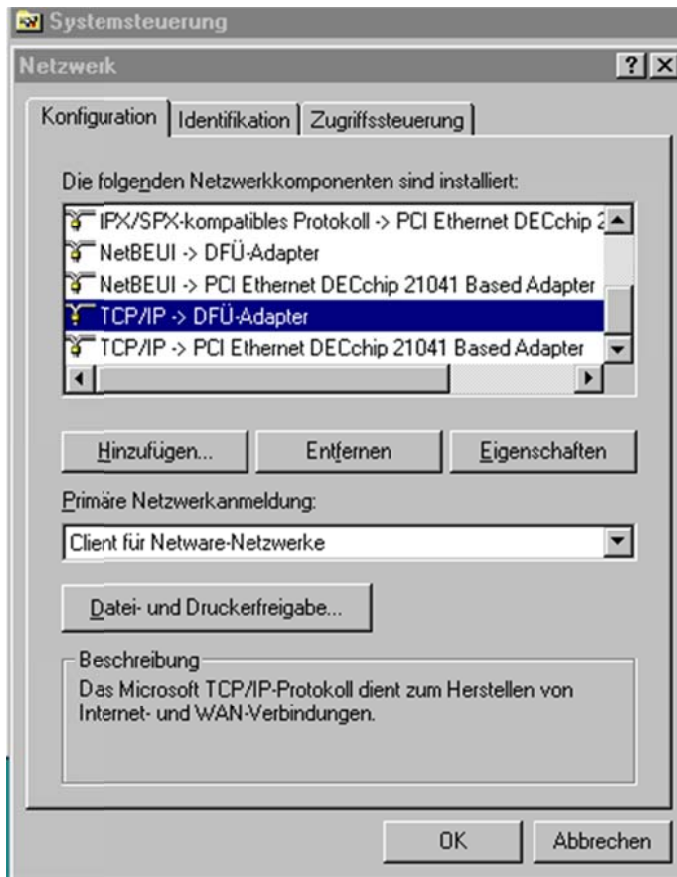 Systemsteuerung
Netzwerk
Konfiguration Identifikation Zugriffssteuerung
Die folgenden Netzwerkkomponenten sind installiert:
IPX/SPX-kompatibles Protokoll -> PCI Ethernet DECchip 2
NetBEUI -> DFÜ-Adapter
NetBEUI -> PCI Ethernet DECchip 21041 Based Adapter
TCP/IP -> DFÜ-Adapter
TCP/IP -> PCI Ethernet DECchip 21041 Based Adapter
Hinzufügen... Entfernen Eigenschaften
Primäre Netzwerkanmeldung:
Client für Netware-Netzwerke
Datei- und Druckerfreigabe...
Beschreibung
Das Microsoft TCP/IP-Protokoll dient zum Herstellen von
Internet- und WAN-Verbindungen.
OK Abbrechen